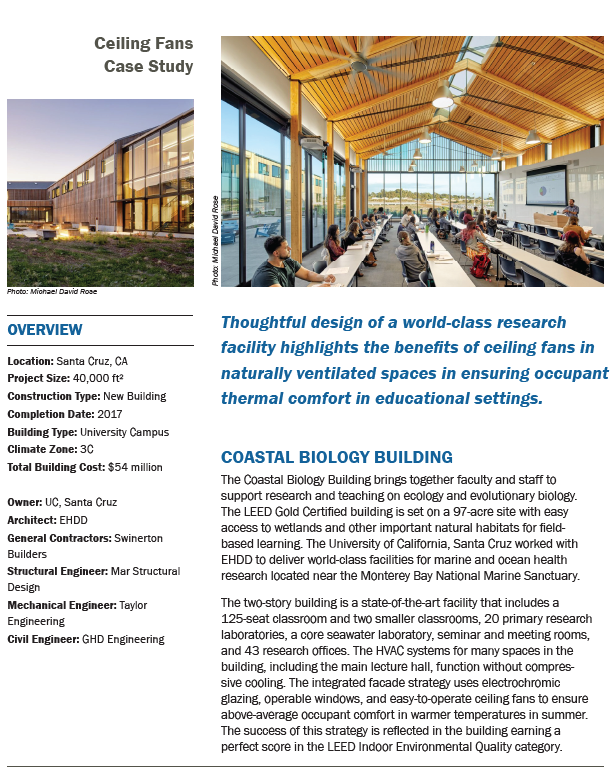 Ceiling Fans
Case Study
Photo: Michael David Rose
Photo: Michael David Rose
OVERVIEW
Location: Santa Cruz, CA
Project Size: 40,000 ft²
Construction Type: New Building
Completion Date: 2017
Building Type: University Campus
Climate Zone: 3C
Total Building Cost: $54 million
Owner: UC, Santa Cruz
Architect: EHDD
General Contractors: Swinerton
Builders
Structural Engineer: Mar Structural
Design
Mechanical Engineer: Taylor
Engineering
Civil Engineer: GHD Engineering
Thoughtful design of a world-class research
facility highlights the benefits of ceiling fans in
naturally ventilated spaces in ensuring occupant
thermal comfort in educational settings.
COASTAL BIOLOGY BUILDING
The Coastal Biology Building brings together faculty and staff to
support research and teaching on ecology and evolutionary biology.
The LEED Gold Certified building is set on a 97-acre site with easy
access to wetlands and other important natural habitats for field-
based learning. The University of California, Santa Cruz worked with
EHDD to deliver world-class facilities for marine and ocean health
research located near the Monterey Bay National Marine Sanctuary.
The two-story building is a state-of-the-art facility that includes a
125-seat classroom and two smaller classrooms, 20 primary research
laboratories, a core seawater laboratory, seminar and meeting rooms,
and 43 research offices. The HVAC systems for many spaces in the
building, including the main lecture hall, function without compres-
sive cooling. The integrated facade strategy uses electrochromic
glazing, operable windows, and easy-to-operate ceiling fans to ensure
above-average occupant comfort in warmer temperatures in summer.
The success of this strategy is reflected in the building earning a
perfect score in the LEED Indoor Environmental Quality category.